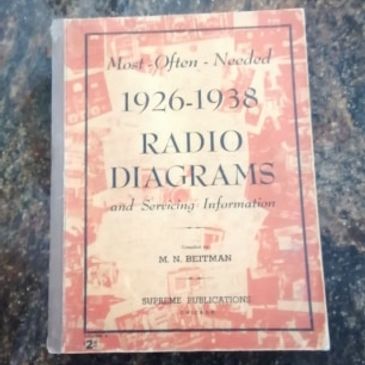 Most-Often-Needed
1926-1938
RADIO
DIAGRAMS
and Servicing Information
Compiled by
M. N. BEITMAN
SUPREME PUBLICATIONS
CHICAGO